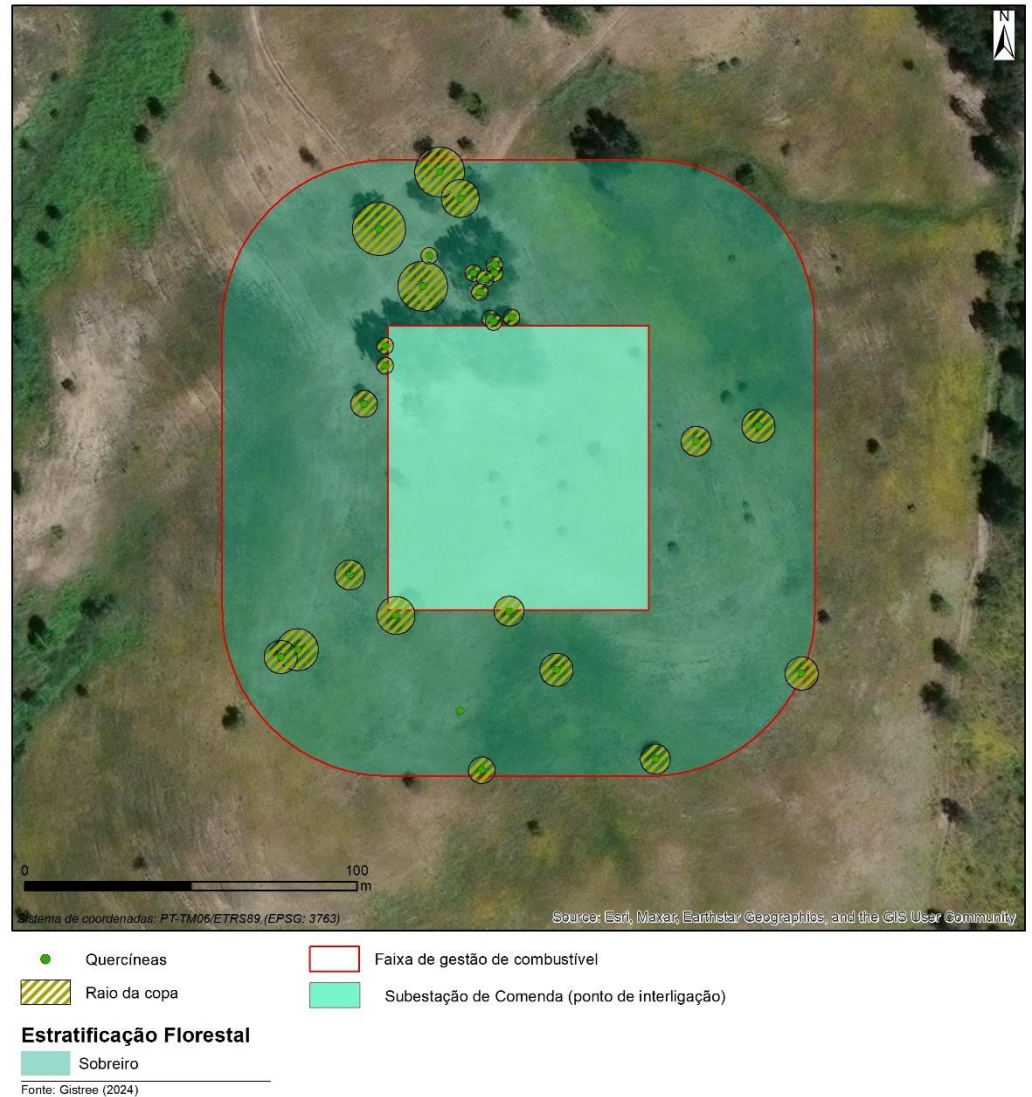 N
0 100
m
Sistema de coordenadas: PT-TM06/ETRS89 (EPSG: 3763)
Source: Esri, Maxar, Earthstar Geographics, and the GIS User Community
Quercíneas
Faixa de gestão de combustível
Raio da copa
Subestação de Comenda (ponto de interligação)
Estratificação Florestal
Sobreiro
Fonte: Gistree (2024)